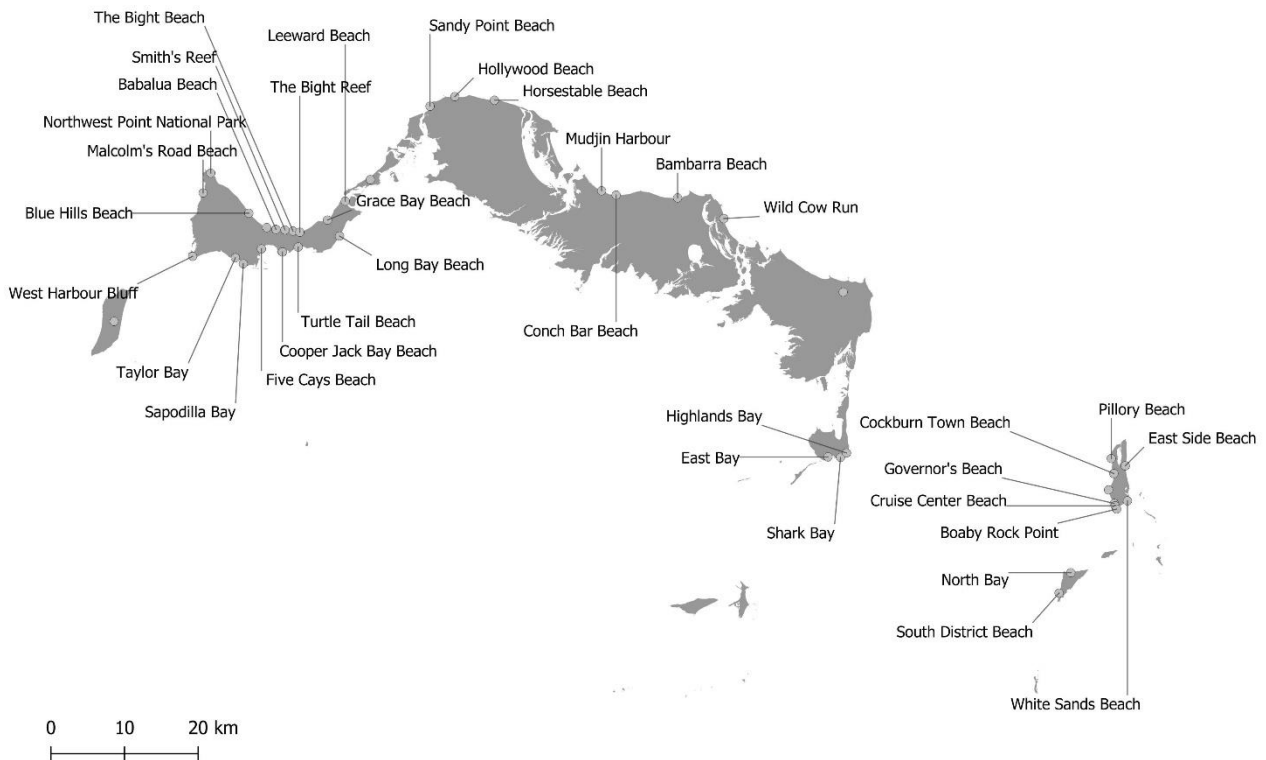 The Bight Beach
Sandy Point Beach
Leeward Beach
Smith's Reef
Hollywood Beach
Babalua Beach
The Bight Reef
Horsestable Beach
Northwest Point National Park
Mudjin Harbour
Malcolm's Road Beach
Bambarra Beach
Blue Hills Beach
Grace Bay Beach
Wild Cow Run
Long Bay Beach
West Harbour Bluff
Turtle Tail Beach
Conch Bar Beach
Cooper Jack Bay Beach
Taylor Bay
Five Cays Beach
Sapodilla Bay
Highlands Bay
Pillory Beach
Cockburn Town Beach
East Side Beach
East Bay
Governor's Beach
Cruise Center Beach
Shark Bay
Boaby Rock Point
North Bay
South District Beach
White Sands Beach
0 10 20 km